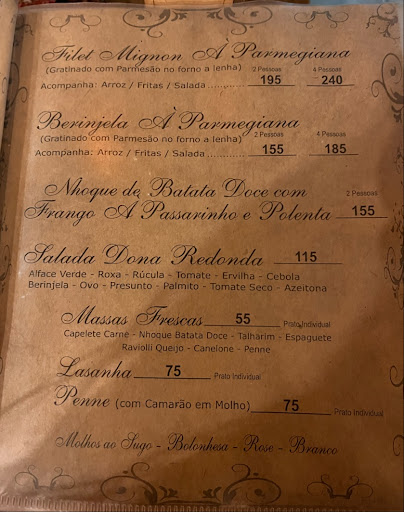 Filet Mignon À Parmegiana
(Gratinado com Parmesão no forno a lenha) 2 Pessoas 4 Pessoas
Acompanha: Arroz / Fritas / Salada ........... 195 240
Berinjela À Parmegiana
(Gratinado com Parmesão no forno a lenha) 2 Pessoas 4 Pessoas
Acompanha: Arroz / Fritas / Salada ........... 155 185
Nhoque de Batata Doce com 2 Pessoas
Frango A Passarinho e Polenta 155
Salada Dona Redonda 115
Alface Verde - Roxa - Rúcula - Tomate - Ervilha - Cebola
Berinjela - Ovo - Presunto - Palmito - Tomate Seco - Azeitona
Massas Frescas 55 Prato Individual
Capelete Carne - Nhoque Batata Doce - Talharim - Espaguete
Raviolli Queijo - Canelone - Penne
Lasanha 75 Prato Individual
Penne (com Camarão em Molho) 75 Prato Individual
Molhos ao Sugo - Bolonhesa - Rose - Branco